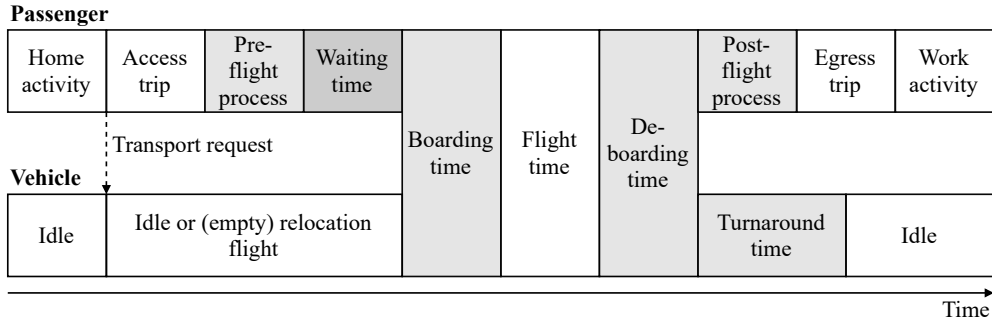 Passenger
Home
activity
Access
trip
Pre-
flight
process
Waiting
time
Boarding
time
Flight
time
De-
boarding
time
Post-
flight
process
Egress
trip
Work
activity
Transport request
Vehicle
Idle
Idle or (empty) relocation
flight
Turnaround
time
Idle
Time